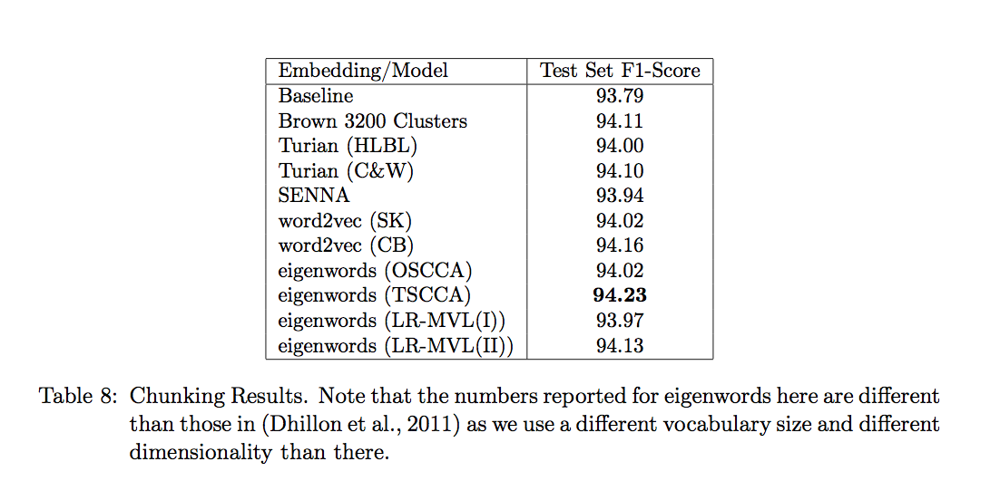 Embedding/Model Test Set F1-Score
Baseline 93.79
Brown 3200 Clusters 94.11
Turian (HLBL) 94.00
Turian (C&W) 94.10
SENNA 93.94
word2vec (SK) 94.02
word2vec (CB) 94.16
eigenwords (OSCCA) 94.02
eigenwords (TSCCA) 94.23
eigenwords (LR-MVL(I)) 93.97
eigenwords (LR-MVL(II)) 94.13
Table 8: Chunking Results. Note that the numbers reported for eigenwords here are different
than those in (Dhillon et al., 2011) as we use a different vocabulary size and different
dimensionality than there.